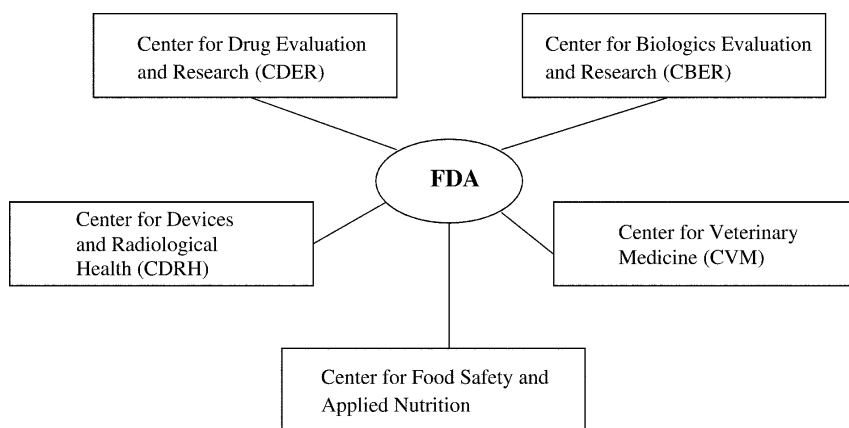 Center for Drug Evaluation
and Research (CDER)
Center for Biologics Evaluation
and Research (CBER)
FDA
Center for Devices
and Radiological
Health (CDRH)
Center for Veterinary
Medicine (CVM)
Center for Food Safety and
Applied Nutrition